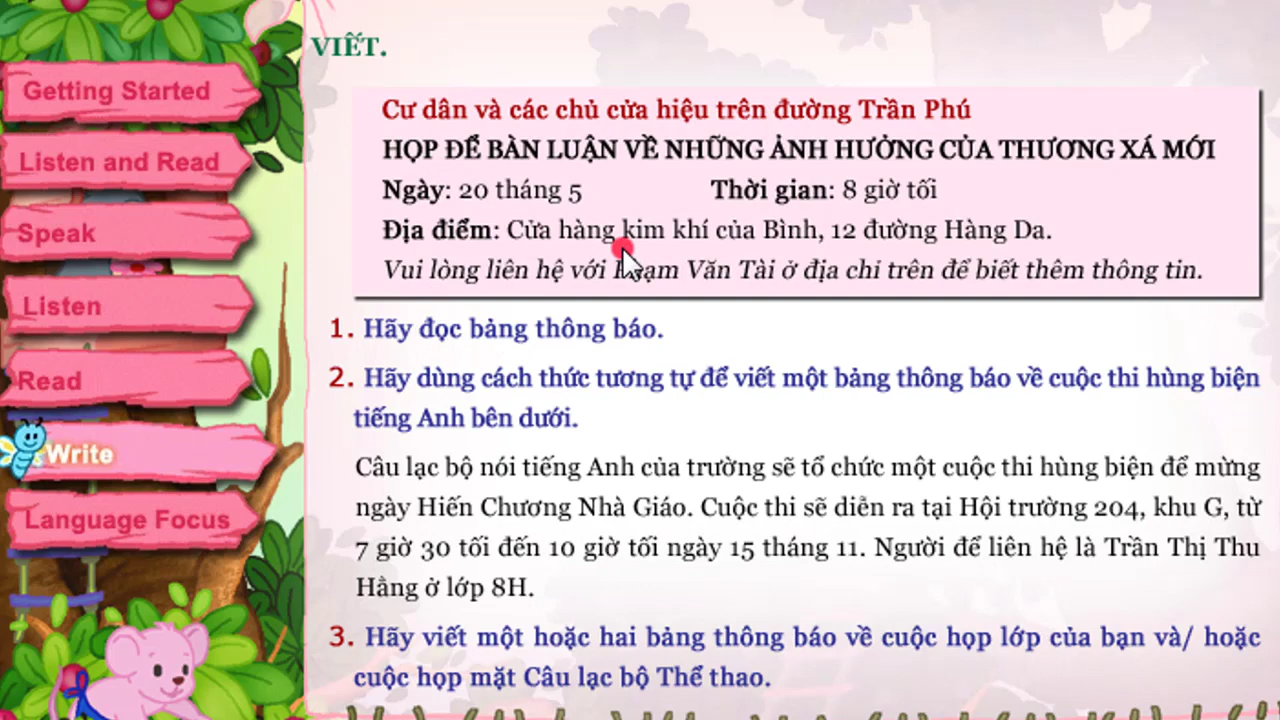 VIẾT.
Getting Started
Listen and Read
Speak
Listen
Read
Write
Language Focus
Cư dân và các chủ cửa hiệu trên đường Trần Phú
HỌP ĐỂ BÀN LUẬN VỀ NHỮNG ẢNH HƯỞNG CỦA THƯƠNG XÁ MỚI
Ngày: 20 tháng 5 Thời gian: 8 giờ tối
Địa điểm: Cửa hàng kim khí của Bình, 12 đường Hàng Da.
Vui lòng liên hệ với Phạm Văn Tài ở địa chỉ trên để biết thêm thông tin.
1. Hãy đọc bảng thông báo.
2. Hãy dùng cách thức tương tự để viết một bảng thông báo về cuộc thi hùng biện
tiếng Anh bên dưới.
Câu lạc bộ nói tiếng Anh của trường sẽ tổ chức một cuộc thi hùng biện để mừng
ngày Hiến Chương Nhà Giáo. Cuộc thi sẽ diễn ra tại Hội trường 204, khu G, từ
7 giờ 30 tối đến 10 giờ tối ngày 15 tháng 11. Người để liên hệ là Trần Thị Thu
Hằng ở lớp 8H.
3. Hãy viết một hoặc hai bảng thông báo về cuộc họp lớp của bạn và/ hoặc
cuộc họp mặt Câu lạc bộ Thể thao.